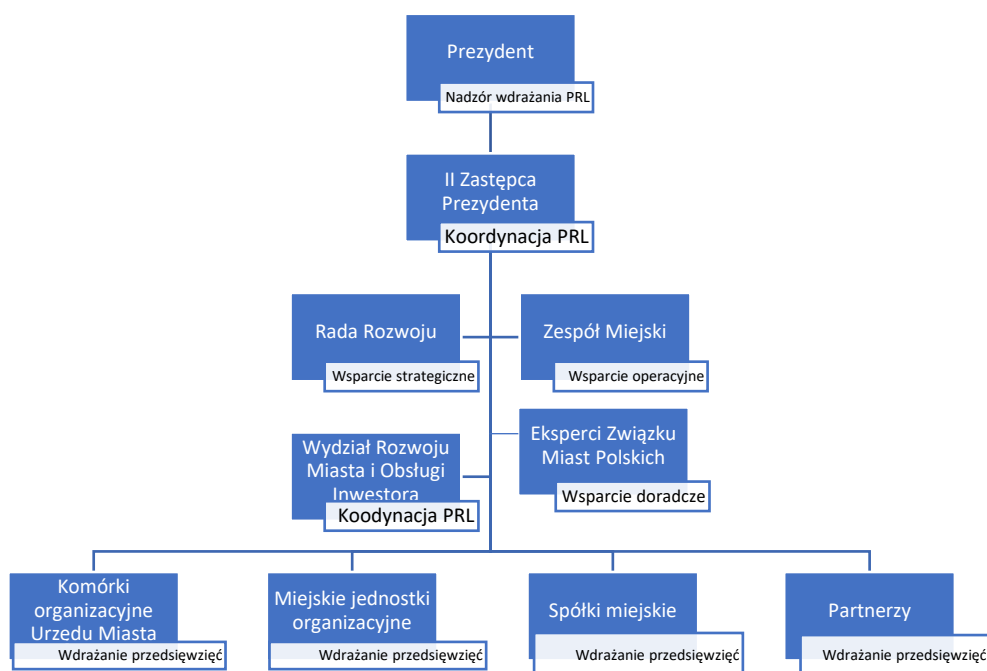 Prezydent
Nadzór wdrażania PRL
II Zastępca
Prezydenta
Koordynacja PRL
Rada Rozwoju
Wsparcie strategiczne
Zespół Miejski
Wsparcie operacyjne
Wydział Rozwoju
Miasta i Obsługi
Inwestora
Koodynacja PRL
Eksperci Związku
Miast Polskich
Wsparcie doradcze
Komórki
organizacyjne
Urzedu Miasta
Wdrażanie przedsięwzięć
Miejskie jednostki
organizacyjne
Wdrażanie przedsięwzięć
Spółki miejskie
Wdrażanie przedsięwzięć
Partnerzy
Wdrażanie przedsięwzięć